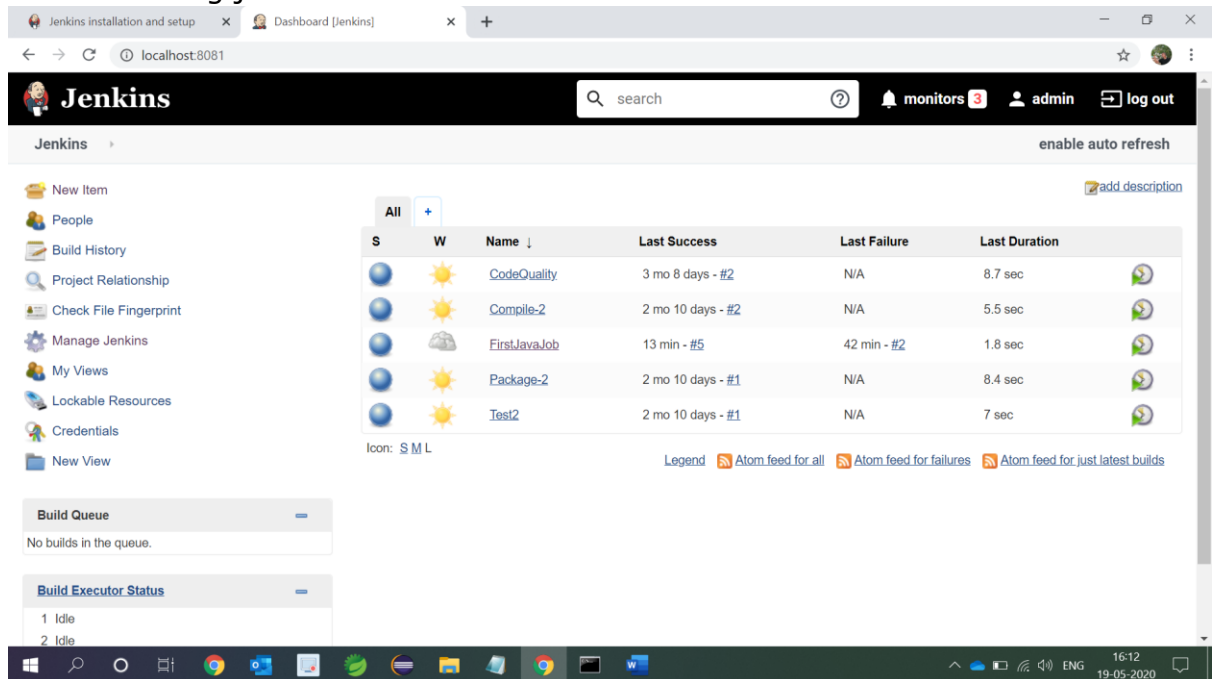 Jenkins installation and setup
Dashboard [Jenkins]
localhost:8081
Jenkins
search
monitors 3
admin
log out
Jenkins
enable auto refresh
New Item
People
Build History
Project Relationship
Check File Fingerprint
Manage Jenkins
My Views
Lockable Resources
Credentials
New View
Build Queue
No builds in the queue.
Build Executor Status
1 Idle
2 Idle
add description
All +
S W Name ↓ Last Success Last Failure Last Duration
CodeQuality 3 mo 8 days - #2 N/A 8.7 sec
Compile-2 2 mo 10 days - #2 N/A 5.5 sec
FirstJavaJob 13 min - #5 42 min - #2 1.8 sec
Package-2 2 mo 10 days - #1 N/A 8.4 sec
Test2 2 mo 10 days - #1 N/A 7 sec
Icon: S M L
Legend Atom feed for all Atom feed for failures Atom feed for just latest builds
ENG
16:12
19-05-2020